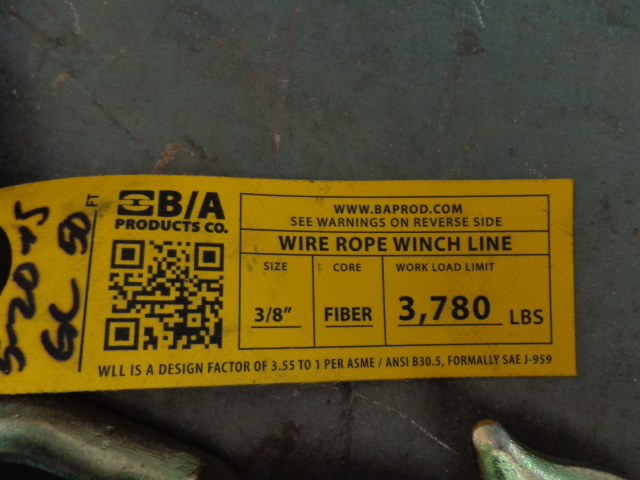 B/A
PRODUCTS CO.
FT
WWW.BAPROD.COM
SEE WARNINGS ON REVERSE SIDE
WIRE ROPE WINCH LINE
SIZE
3/8"
CORE
FIBER
WORK LOAD LIMIT
3,780 LBS
WLL IS A DESIGN FACTOR OF 3.55 TO 1 PER ASME / ANSI B30.5, FORMALLY SAE J-959
50